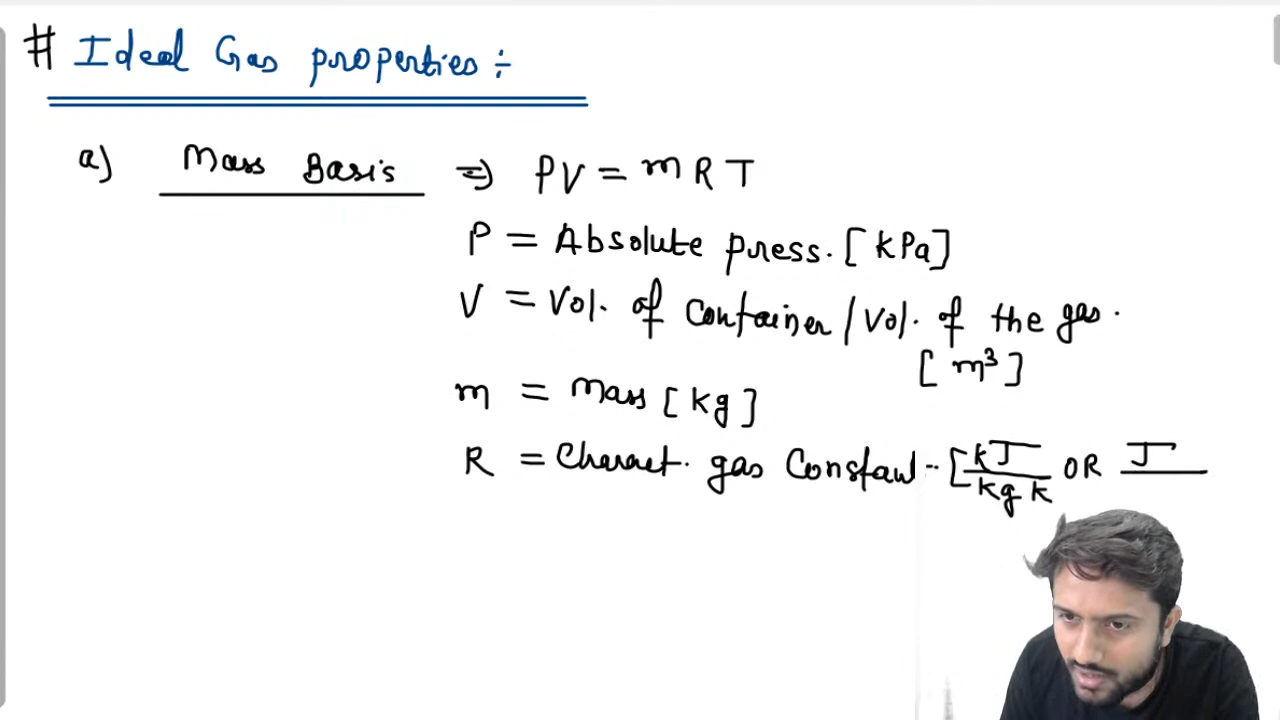 # Ideal Gas properties :-
a) Mass Basis ⇒ PV = m R T
P = Absolute press. [kPa]
V = Vol. of container / Vol. of the gas.
[m³]
m = Mass [kg]
R = Charact. gas Constant [kJ/kg k OR J